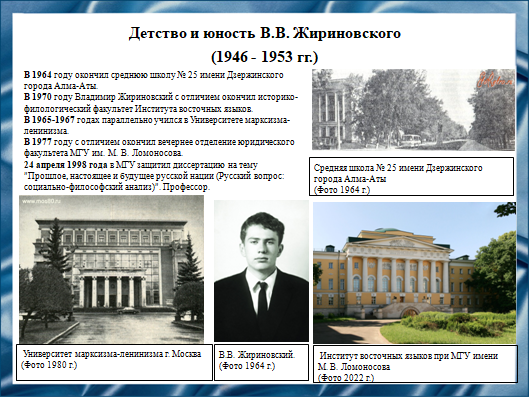 Детство и юность В.В. Жириновского
(1946 - 1953 гг.)
В 1964 году окончил среднюю школу № 25 имени Дзержинского
города Алма-Аты.
В 1970 году Владимир Жириновский с отличием окончил историко-
филологический факультет Института восточных языков.
В 1965-1967 годах параллельно учился в Университете марксизма-
ленинизма.
В 1977 году с отличием окончил вечернее отделение юридического
факультета МГУ им. М. В. Ломоносова.
24 апреля 1998 года в МГУ защитил диссертацию на тему
"Прошлое, настоящее и будущее русской нации (Русский вопрос:
социально-философский анализ)". Профессор.
Средняя школа № 25 имени Дзержинского
города Алма-Аты
(Фото 1964 г.)
Университет марксизма-ленинизма г. Москва
(Фото 1980 г.)
В.В. Жириновский.
(Фото 1964 г.)
Институт восточных языков при МГУ имени
М. В. Ломоносова
(Фото 2022 г.)